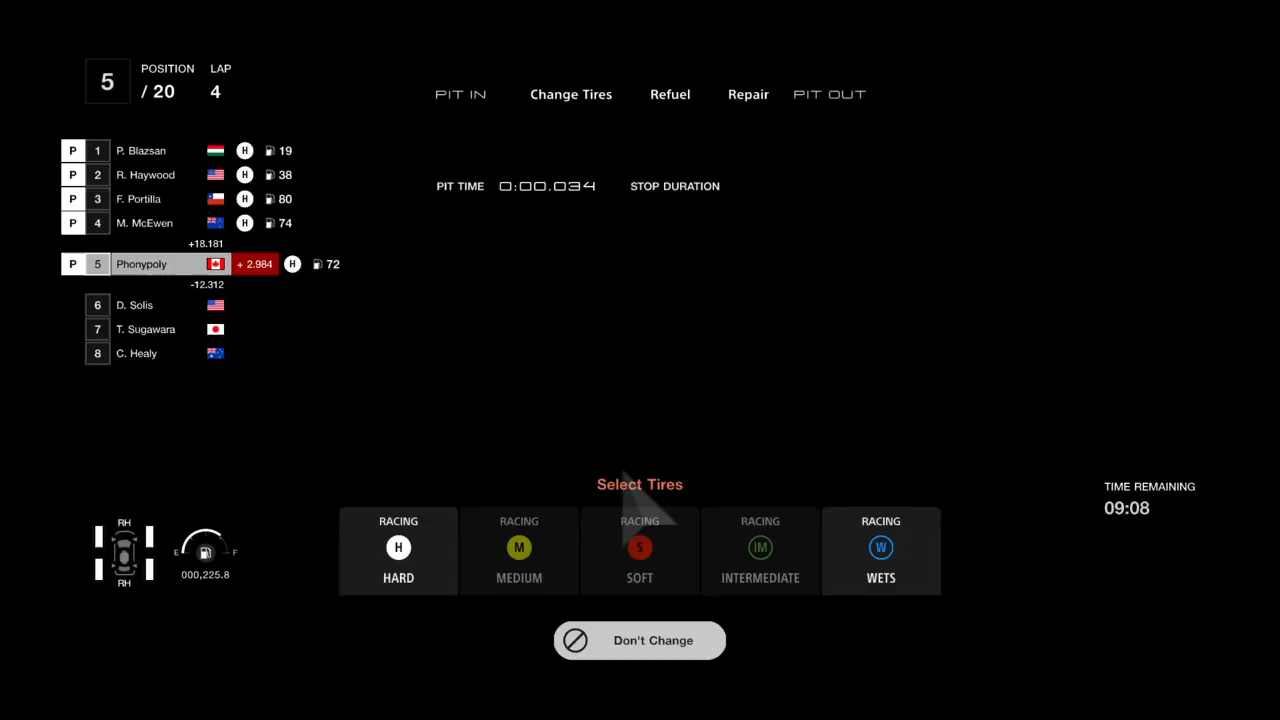 5 POSITION / 20 LAP 4
PIT IN Change Tires Refuel Repair PIT OUT
P 1 P. Blazsan H 19
P 2 R. Haywood H 38
P 3 F. Portilla H 80
P 4 M. McEwen H 74
+18.181
P 5 Phonypoly + 2.984 H 72
-12.312
6 D. Solis
7 T. Sugawara
8 C. Healy
PIT TIME 0:00.034 STOP DURATION
Select Tires
RACING H HARD
RACING M MEDIUM
RACING S SOFT
RACING IM INTERMEDIATE
RACING W WETS
Don't Change
RH
RH
E F
000,225.8
TIME REMAINING
09:08